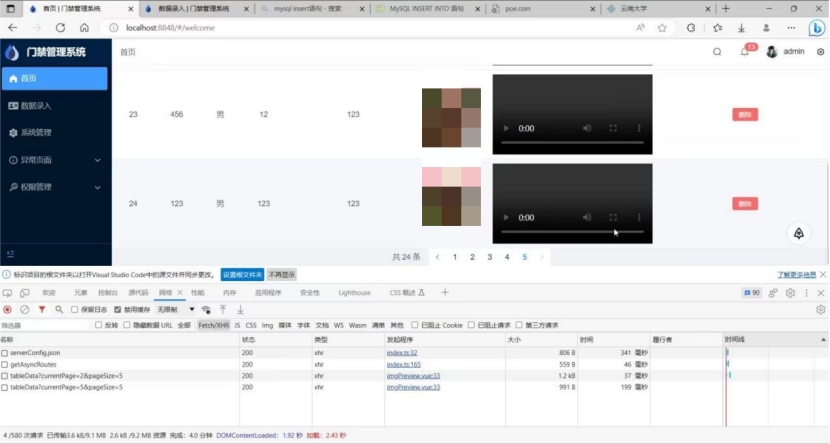 首页 | 门禁管理系统
数据录入 | 门禁管理系统
mysql insert语句 - 搜索
MySQL INSERT INTO 语句
poe.com
云南大学
localhost:8848/#/welcome
门禁管理系统
首页
13
admin
首页
数据录入
系统管理
异常页面
权限管理
23 456 男 12 123 0:00 删除
24 123 男 123 123 0:00 删除
共 24 条 1 2 3 4 5
标识项目的根文件夹以打开Visual Studio Code中的源文件并同步更改。 设置根文件夹 不再显示 了解更多信息
欢迎 元素 控制台 源代码 网络 性能 内存 应用程序 安全性 Lighthouse CSS 概述 90
保留日志 禁用缓存 无限制
筛选器 反转 隐藏数据 URL 全部 Fetch/XHR JS CSS Img 媒体 字体 文档 WS Wasm 清单 其他 已阻止 Cookie 已阻止请求 第三方请求
名称 状态 类型 发起程序 大小 时间 履行者 时间线
serverConfig.json 200 xhr index.ts:32 806 B 341 毫秒
getAsyncRoutes 200 xhr index.ts:165 559 B 46 毫秒
tableData?currentPage=2&pageSize=5 200 xhr imgPreview.vue:33 1.2 kB 37 毫秒
tableData?currentPage=5&pageSize=5 200 xhr imgPreview.vue:33 991 B 199 毫秒
4 /580 次请求 已传输3.6 kB/9.1 MB 2.6 kB /9.2 MB 资源 完成: 4.0 分钟 DOMContentLoaded: 1.92 秒 加载: 2.43 秒